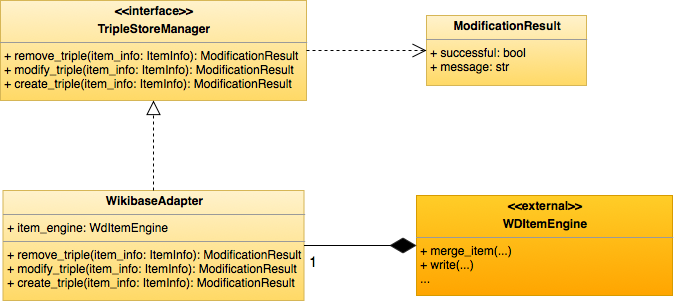 <<interface>>
TripleStoreManager
+ remove_triple(item_info: ItemInfo): ModificationResult
+ modify_triple(item_info: ItemInfo): ModificationResult
+ create_triple(item_info: ItemInfo): ModificationResult
ModificationResult
+ successful: bool
+ message: str
WikibaseAdapter
+ item_engine: WdItemEngine
+ remove_triple(item_info: ItemInfo): ModificationResult
+ modify_triple(item_info: ItemInfo): ModificationResult
+ create_triple(item_info: ItemInfo): ModificationResult
1
<<external>>
WDItemEngine
+ merge_item(...)
+ write(...)
...